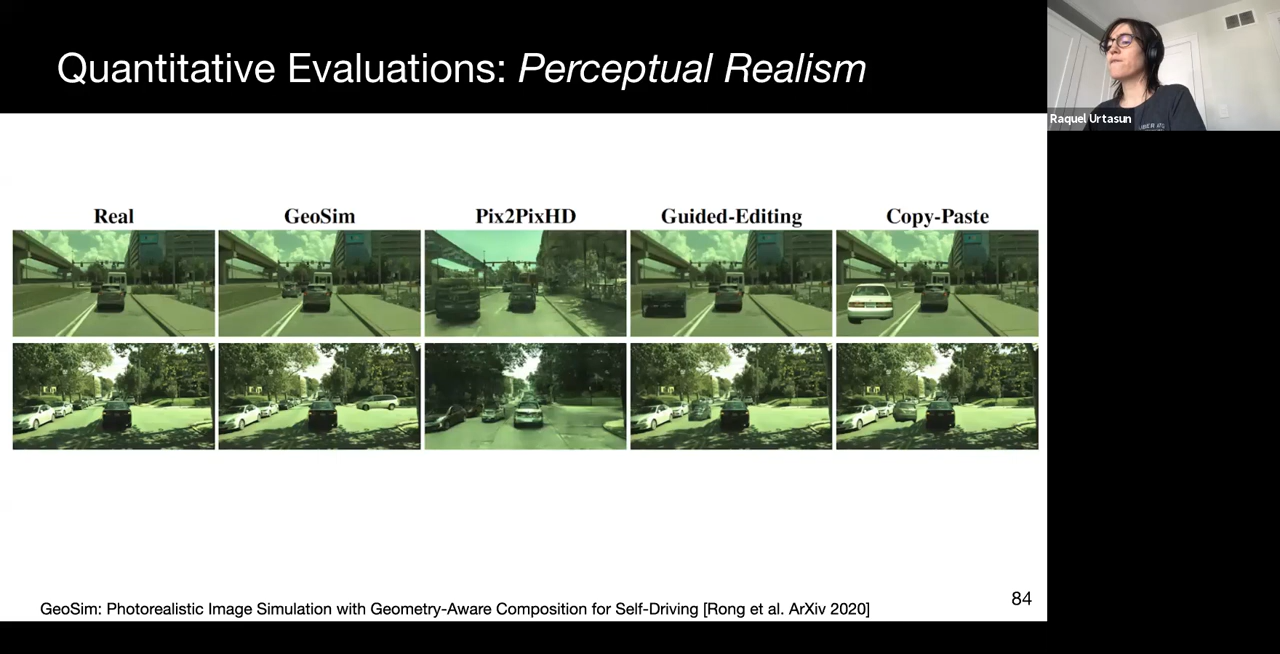 Quantitative Evaluations: Perceptual Realism
Raquel Urtasun
Real
GeoSim
Pix2PixHD
Guided-Editing
Copy-Paste
84
GeoSim: Photorealistic Image Simulation with Geometry-Aware Composition for Self-Driving [Rong et al. ArXiv 2020]